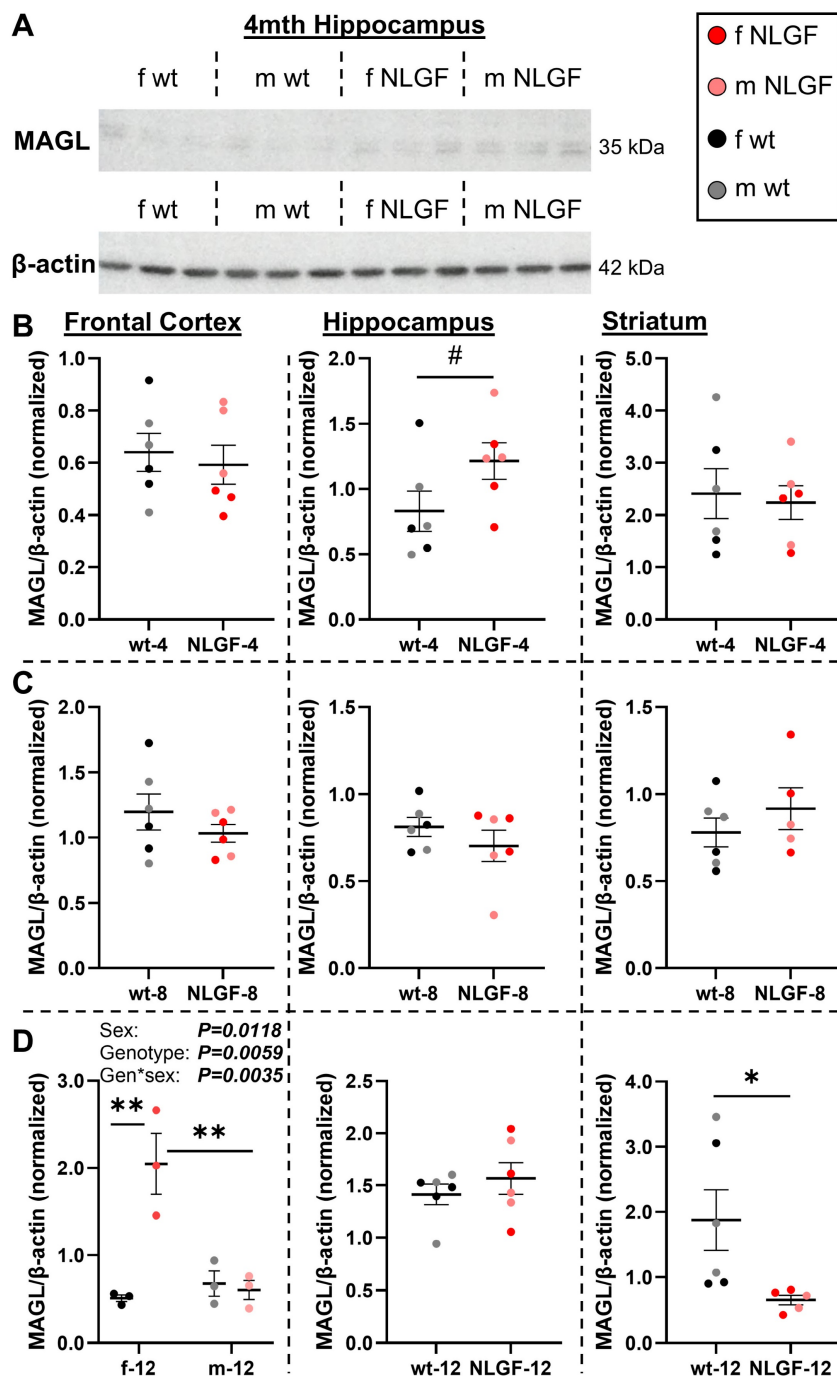 A
4mth Hippocampus
f wt
m wt
f NLGF
m NLGF
MAGL
35 kDa
f wt
m wt
f NLGF
m NLGF
β-actin
42 kDa
f NLGF
m NLGF
f wt
m wt
B
Frontal Cortex
Hippocampus
Striatum
MAGL/β-actin (normalized)
1.0
0.8
0.6
0.4
0.2
0.0
wt-4
NLGF-4
MAGL/β-actin (normalized)
2.0
1.5
1.0
0.5
0.0
#
wt-4
NLGF-4
MAGL/β-actin (normalized)
5.0
4.0
3.0
2.0
1.0
0.0
wt-4
NLGF-4
C
MAGL/β-actin (normalized)
2.0
1.5
1.0
0.5
0.0
wt-8
NLGF-8
MAGL/β-actin (normalized)
1.5
1.0
0.5
0.0
wt-8
NLGF-8
MAGL/β-actin (normalized)
1.5
1.0
0.5
0.0
wt-8
NLGF-8
D
Sex: P=0.0118
Genotype: P=0.0059
Gen*sex: P=0.0035
MAGL/β-actin (normalized)
3.0
2.0
1.0
0.0
**
**
f-12
m-12
MAGL/β-actin (normalized)
2.5
2.0
1.5
1.0
0.5
0.0
wt-12
NLGF-12
MAGL/β-actin (normalized)
4.0
3.0
2.0
1.0
0.0
*
wt-12
NLGF-12